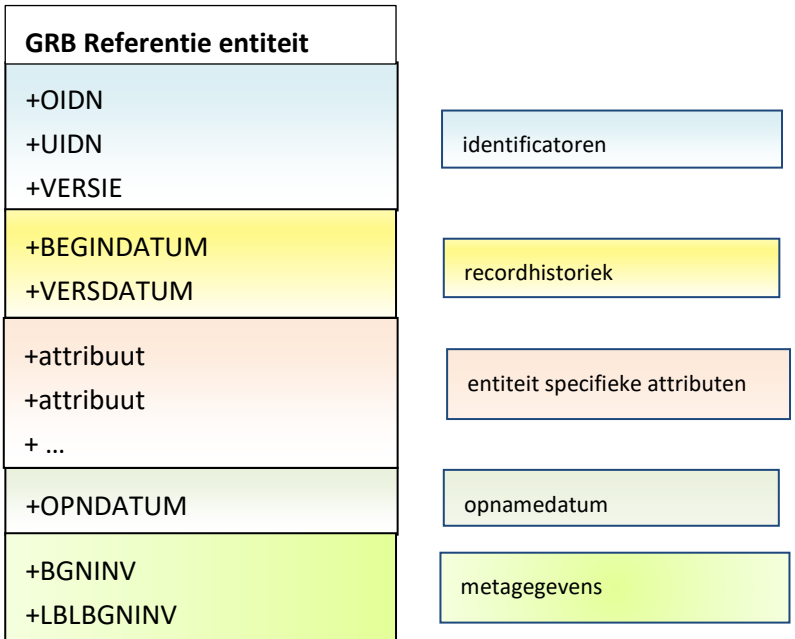 GRB Referentie entiteit
+OIDN
+UIDN
+VERSIE
identificatoren
+BEGINDATUM
+VERSDATUM
recordhistoriek
+attribuut
+attribuut
+ ...
entiteit specifieke attributen
+OPNDATUM
opnamedatum
+BGNINV
+LBLBGNINV
metagegevens